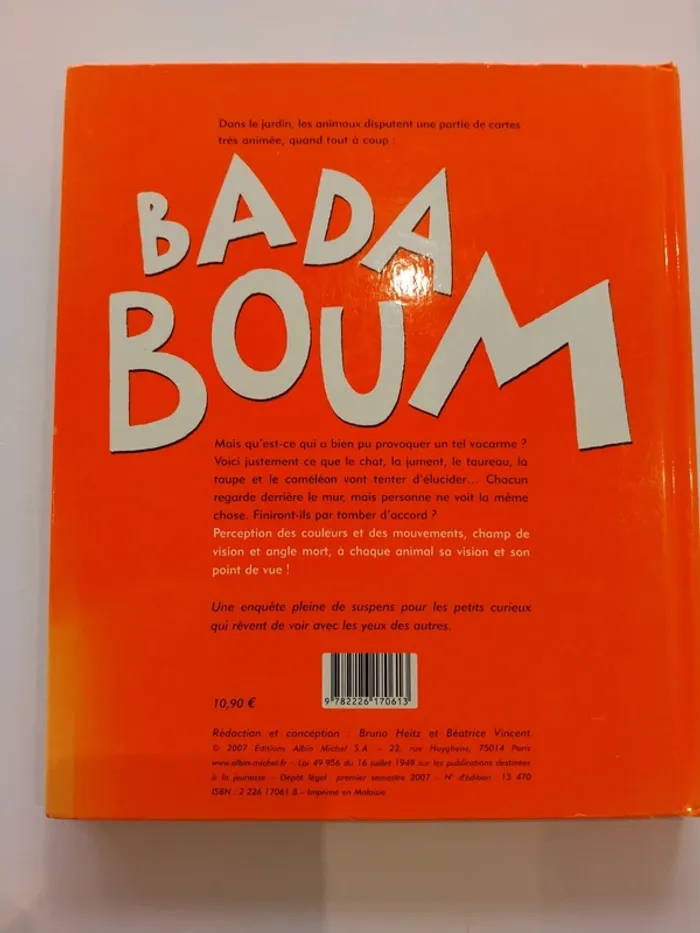 Dans le jardin, les animaux disputent une partie de cartes
très animée, quand tout à coup :
BADA
BOUM
Mais qu'est-ce qui a bien pu provoquer un tel vacarme ?
Voici justement ce que le chat, la jument, le taureau, la
taupe et le caméléon vont tenter d'élucider... Chacun
regarde derrière le mur, mais personne ne voit la même
chose. Finiront-ils par tomber d'accord ?
Perception des couleurs et des mouvements, champ de
vision et angle mort, à chaque animal sa vision et son
point de vue !
Une enquête pleine de suspens pour les petits curieux
qui rêvent de voir avec les yeux des autres.
10,90 €
9 782226 170613
Rédaction et conception : Bruno Heitz et Béatrice Vincent
© 2007 Éditions Albin Michel S.A – 22, rue Huyghens, 75014 Paris
www.albin-michel.fr – Loi 49 956 du 16 juillet 1949 sur les publications destinées
à la jeunesse – Dépôt légal : premier semestre 2007 – N° d'édition : 13 470
ISBN : 2 226 17061 8 – Imprimé en Malaisie